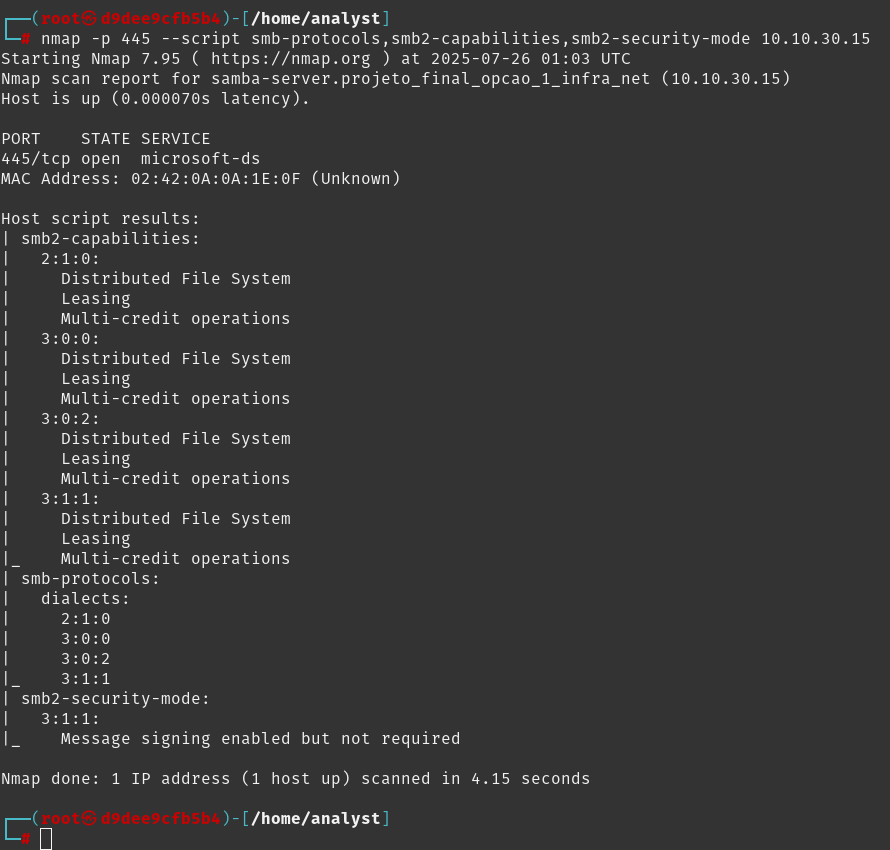 ┌──(root㉿d9dee9cfb5b4)-[/home/analyst]
└─# nmap -p 445 --script smb-protocols,smb2-capabilities,smb2-security-mode 10.10.30.15
Starting Nmap 7.95 ( https://nmap.org ) at 2025-07-26 01:03 UTC
Nmap scan report for samba-server.projeto_final_opcao_1_infra_net (10.10.30.15)
Host is up (0.000070s latency).

PORT    STATE SERVICE
445/tcp open  microsoft-ds
MAC Address: 02:42:0A:0A:1E:0F (Unknown)

Host script results:
| smb2-capabilities:
|   2:1:0:
|     Distributed File System
|     Leasing
|     Multi-credit operations
|   3:0:0:
|     Distributed File System
|     Leasing
|     Multi-credit operations
|   3:0:2:
|     Distributed File System
|     Leasing
|     Multi-credit operations
|   3:1:1:
|     Distributed File System
|     Leasing
|_    Multi-credit operations
| smb-protocols:
|   dialects:
|     2:1:0
|     3:0:0
|     3:0:2
|_    3:1:1
| smb2-security-mode:
|   3:1:1:
|_    Message signing enabled but not required

Nmap done: 1 IP address (1 host up) scanned in 4.15 seconds

┌──(root㉿d9dee9cfb5b4)-[/home/analyst]
└─#